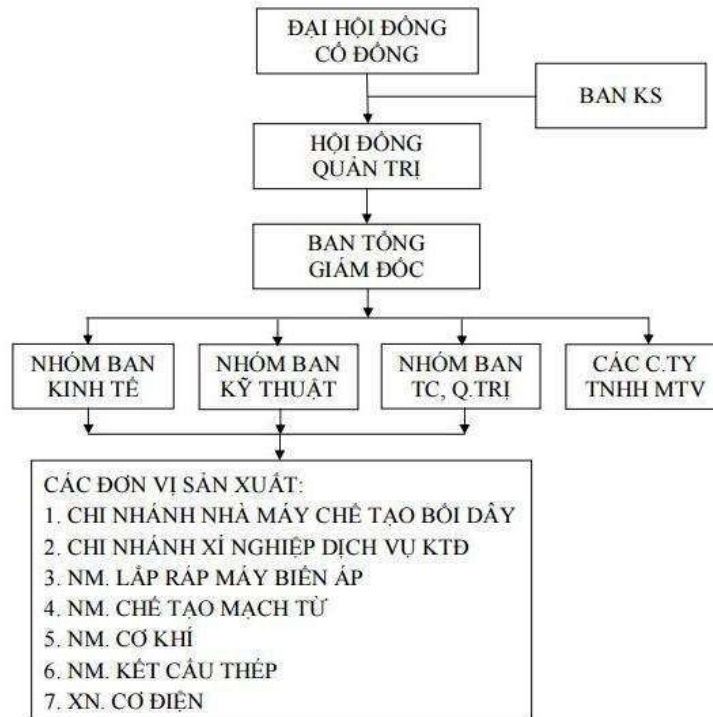 ĐẠI HỘI ĐỒNG
CỔ ĐÔNG
BAN KS
HỘI ĐỒNG
QUẢN TRỊ
BAN TỔNG
GIÁM ĐỐC
NHÓM BAN
KINH TẾ
NHÓM BAN
KỸ THUẬT
NHÓM BAN
TC, Q.TRỊ
CÁC C.TY
TNHH MTV
CÁC ĐƠN VỊ SẢN XUẤT:
1. CHI NHÁNH NHÀ MÁY CHẾ TẠO BỐI DÂY
2. CHI NHÁNH XÍ NGHIỆP DỊCH VỤ KTĐ
3. NM. LẮP RÁP MÁY BIẾN ÁP
4. NM. CHẾ TẠO MẠCH TỪ
5. NM. CƠ KHÍ
6. NM. KẾT CẤU THÉP
7. XN. CƠ ĐIỆN